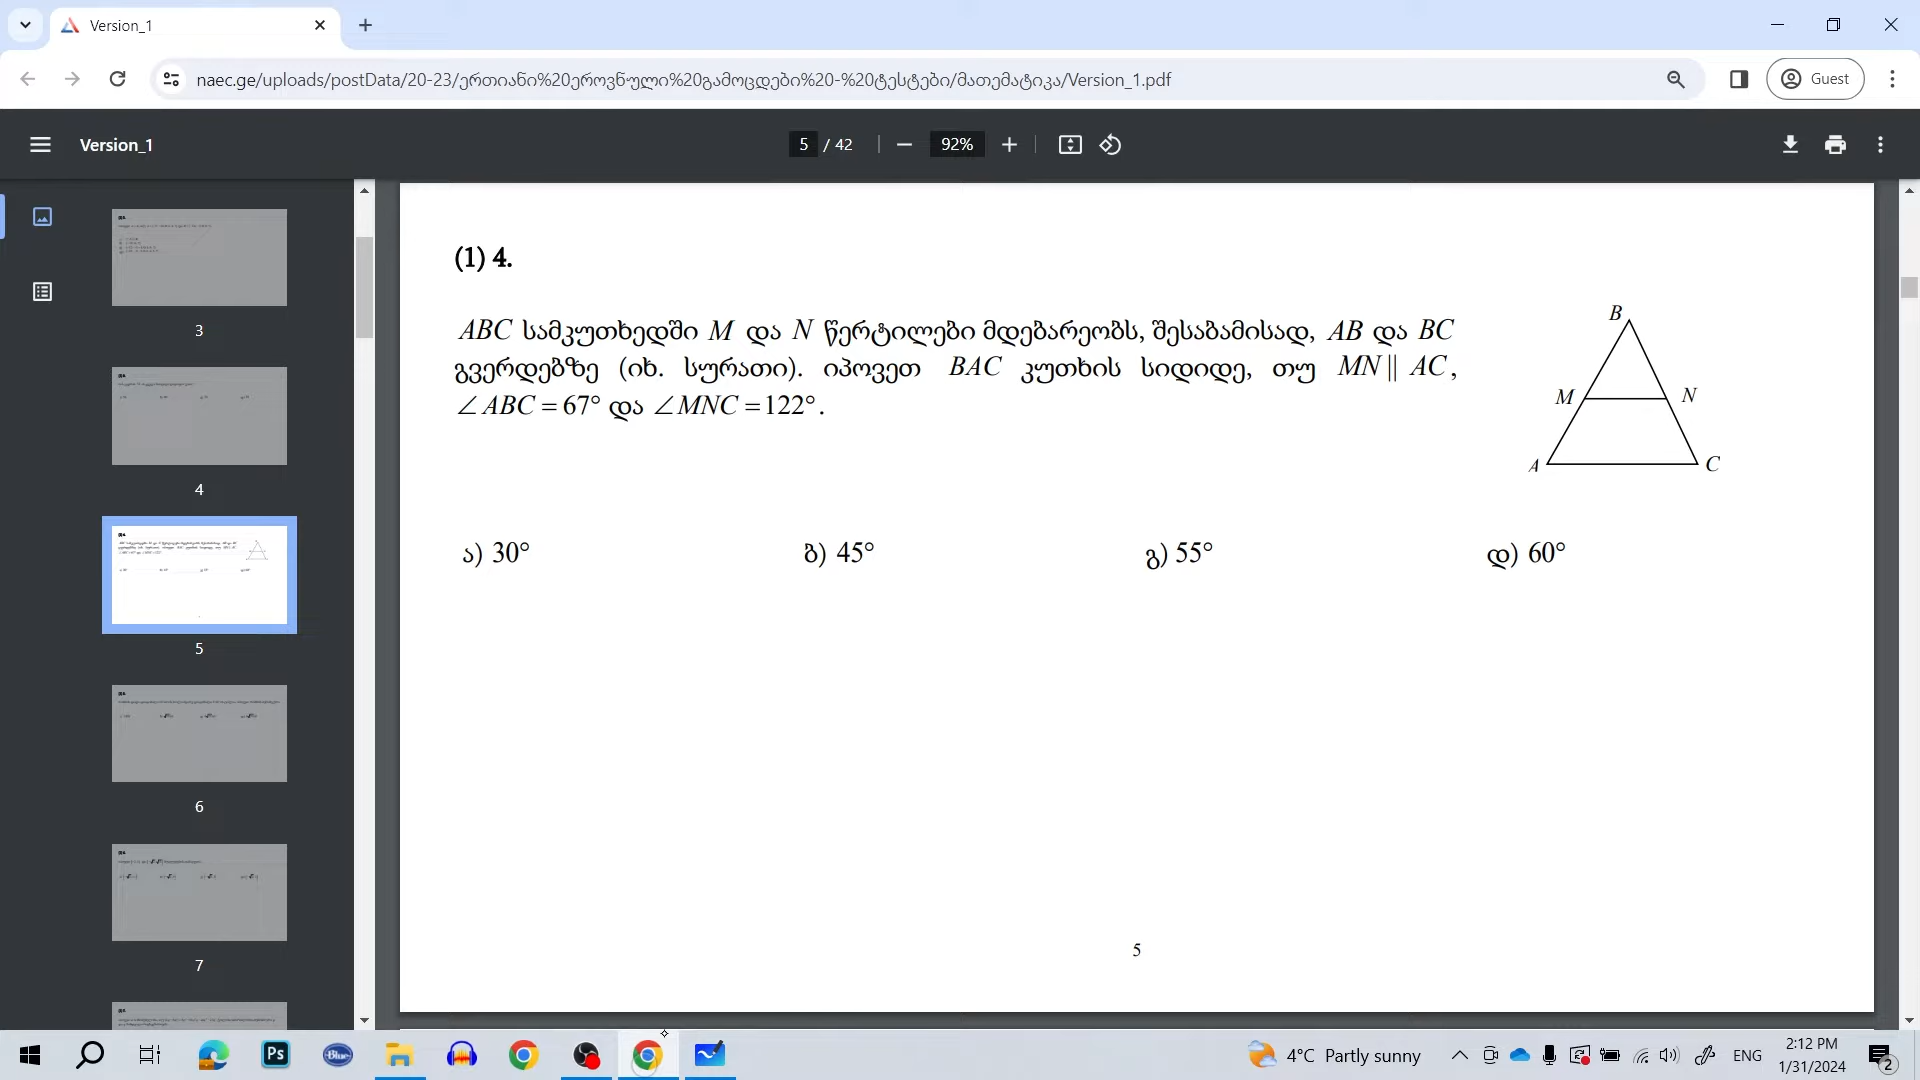 Version_1
naec.ge/uploads/postData/20-23/ერთიანი%20ეროვნული%20გამოცდები%20-%20ტესტები/მათემატიკა/Version_1.pdf
Guest
Version_1
5 / 42
92%
3
4
5
6
7
(1) 4.
ABC სამკუთხედში M და N წერტილები მდებარეობს, შესაბამისად, AB და BC
გვერდებზე (იხ. სურათი). იპოვეთ BAC კუთხის სიდიდე, თუ MN || AC,
∠ABC = 67° და ∠MNC = 122°.
B
M
N
A
C
ა) 30°
ბ) 45°
გ) 55°
დ) 60°
5
Ps
Blue
4°C Partly sunny
ENG
2:12 PM
1/31/2024
2